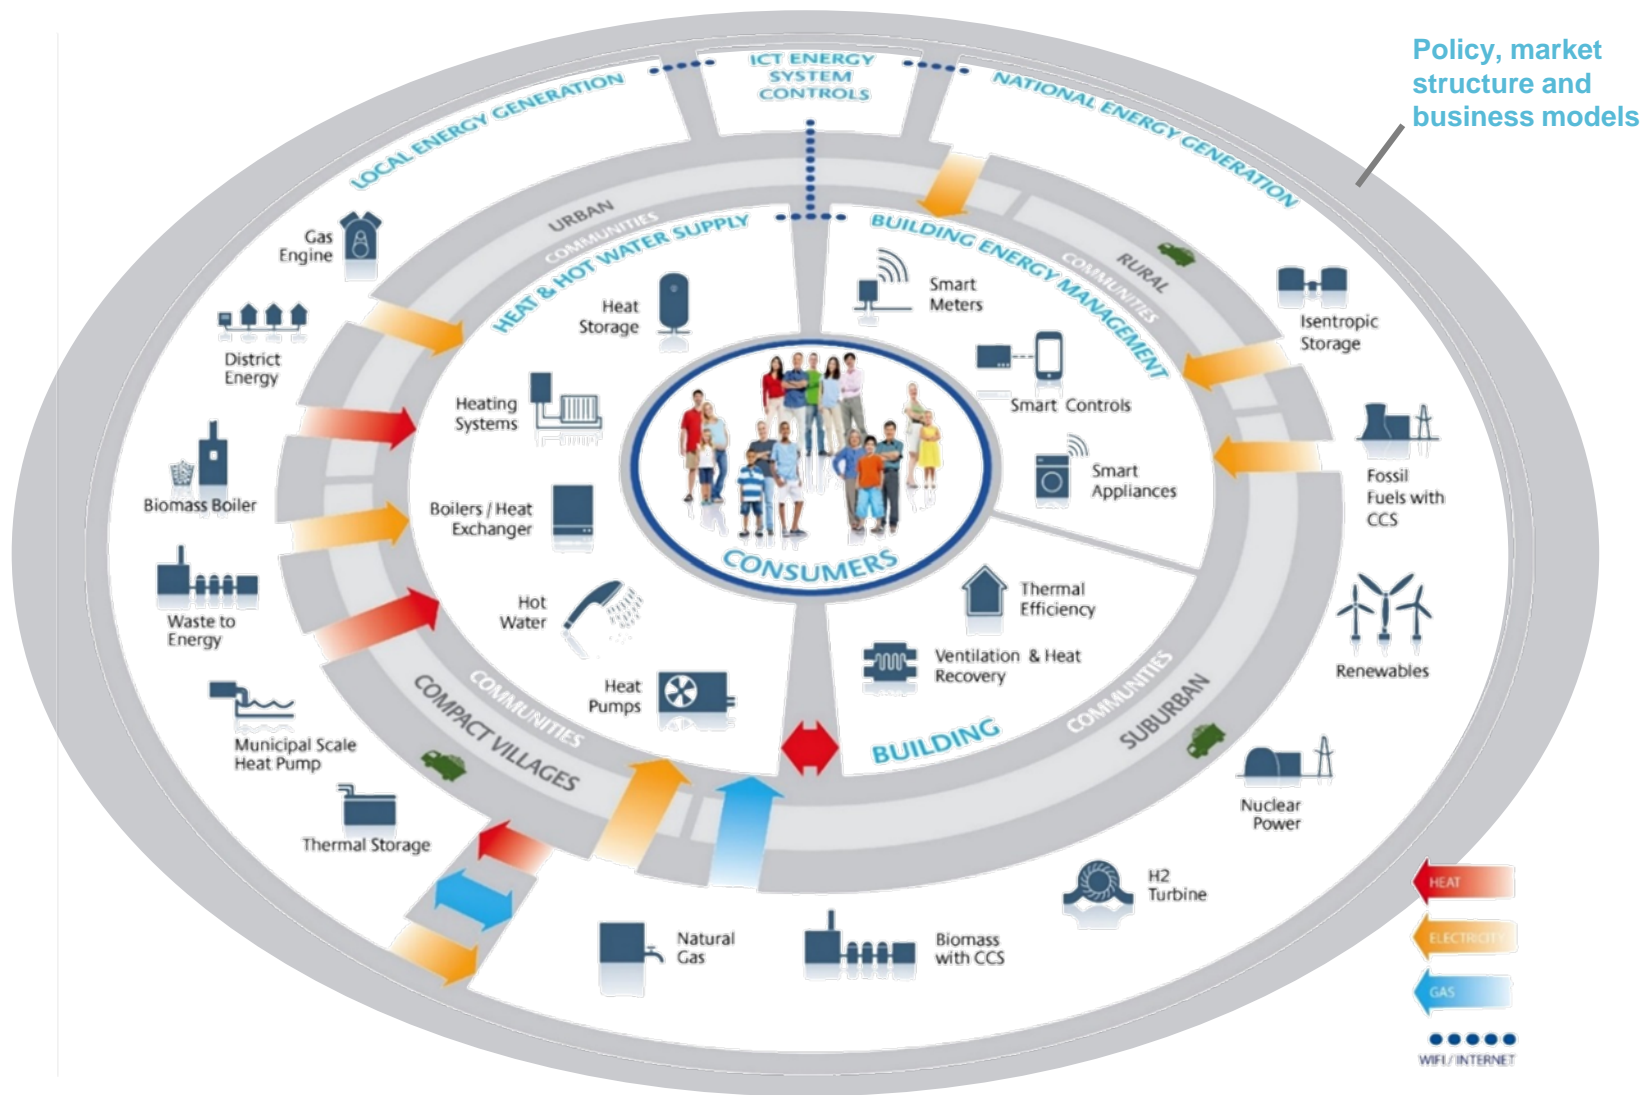 Policy, market
structure and
business models
ICT ENERGY
SYSTEM
CONTROLS
LOCAL ENERGY GENERATION
NATIONAL ENERGY GENERATION
URBAN
COMMUNITIES
RURAL
COMMUNITIES
HEAT & HOT WATER SUPPLY
BUILDING ENERGY MANAGEMENT
Gas
Engine
District
Energy
Biomass Boiler
Waste to
Energy
Municipal Scale
Heat Pump
Thermal Storage
Heat
Storage
Heating
Systems
Boilers / Heat
Exchanger
Hot
Water
Heat
Pumps
Smart
Meters
Smart Controls
Smart
Appliances
CONSUMERS
Thermal
Efficiency
Ventilation & Heat
Recovery
BUILDING
COMMUNITIES
COMPACT VILLAGES
COMMUNITIES
SUBURBAN
Isentropic
Storage
Fossil
Fuels with
CCS
Renewables
Nuclear
Power
H2
Turbine
Biomass
with CCS
Natural
Gas
HEAT
ELECTRICITY
GAS
WIFI / INTERNET